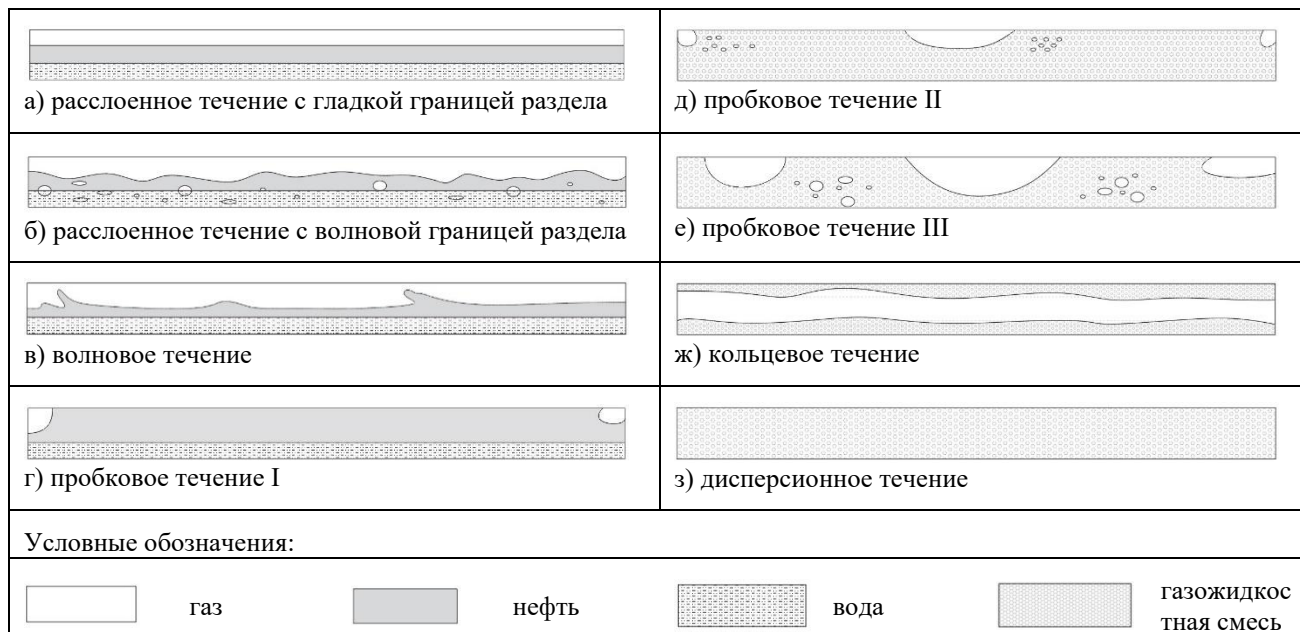 а) расслоенное течение с гладкой границей раздела
д) пробковое течение II
б) расслоенное течение с волновой границей раздела
е) пробковое течение III
в) волновое течение
ж) кольцевое течение
г) пробковое течение I
з) дисперсионное течение
Условные обозначения:
газ
нефть
вода
газожидкос
тная смесь